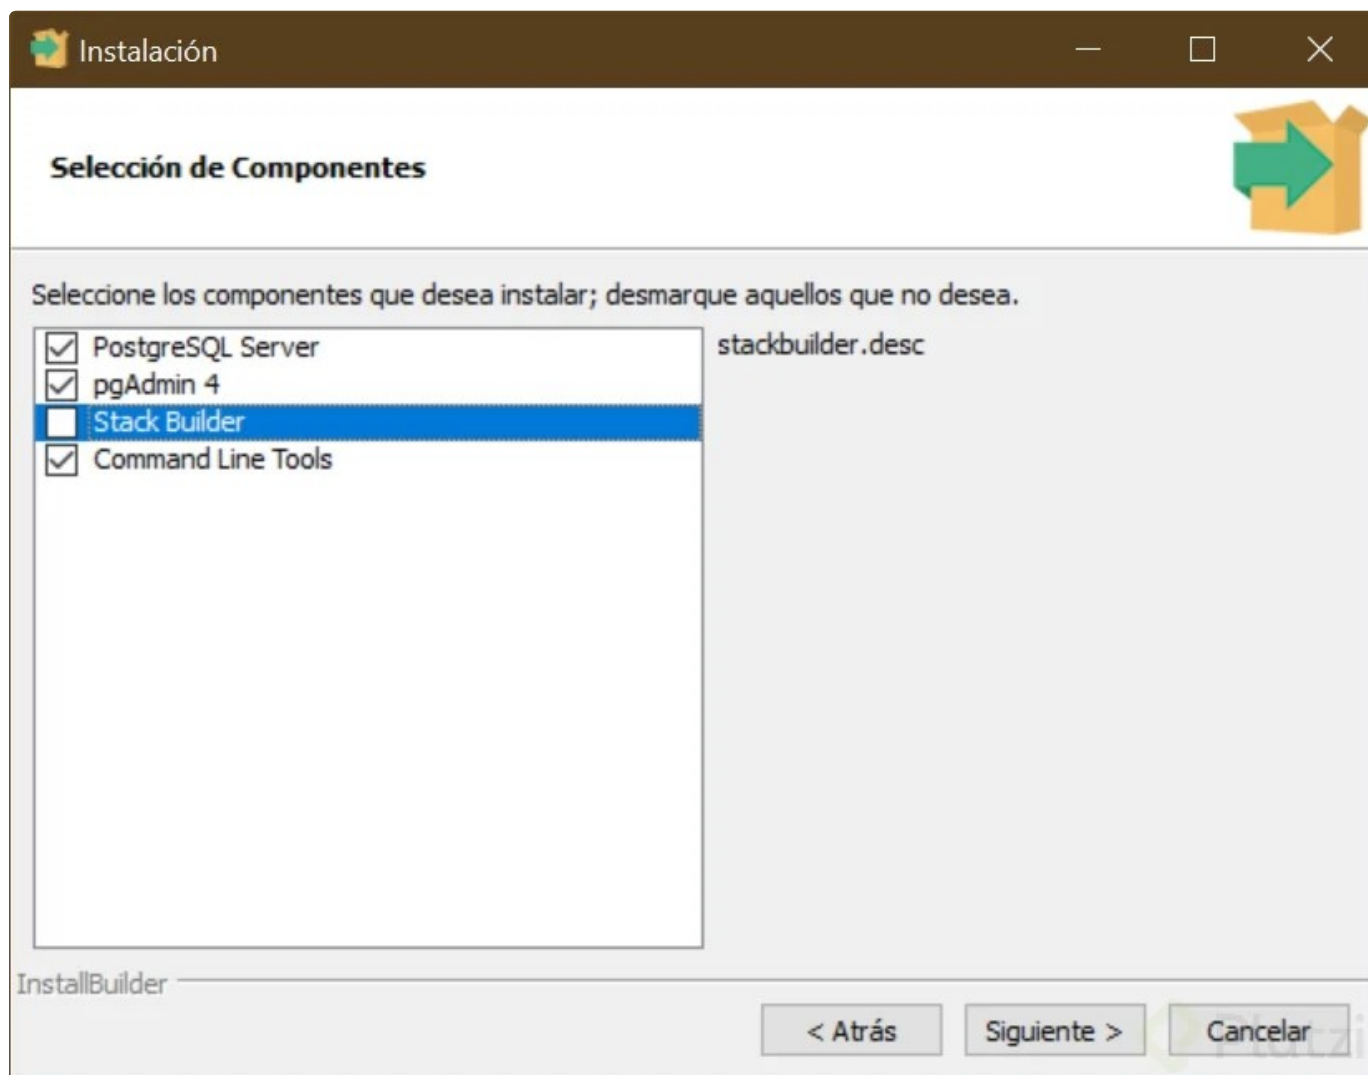 Instalación
Selección de Componentes
Seleccione los componentes que desea instalar; desmarque aquellos que no desea.
PostgreSQL Server
stackbuilder.desc
pgAdmin 4
Stack Builder
Command Line Tools
InstallBuilder
< Atrás
Siguiente >
Cancelar
Platzi